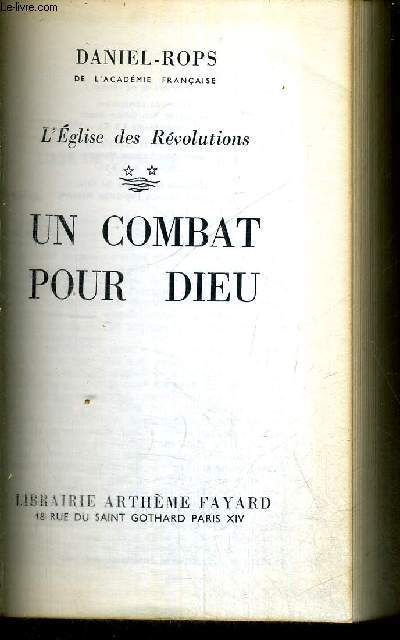 Le-livre.com
DANIEL-ROPS
DE L'ACADÉMIE FRANÇAISE
L'Église des Révolutions
UN COMBAT
POUR DIEU
LIBRAIRIE ARTHÈME FAYARD
18 RUE DU SAINT GOTHARD PARIS XIV